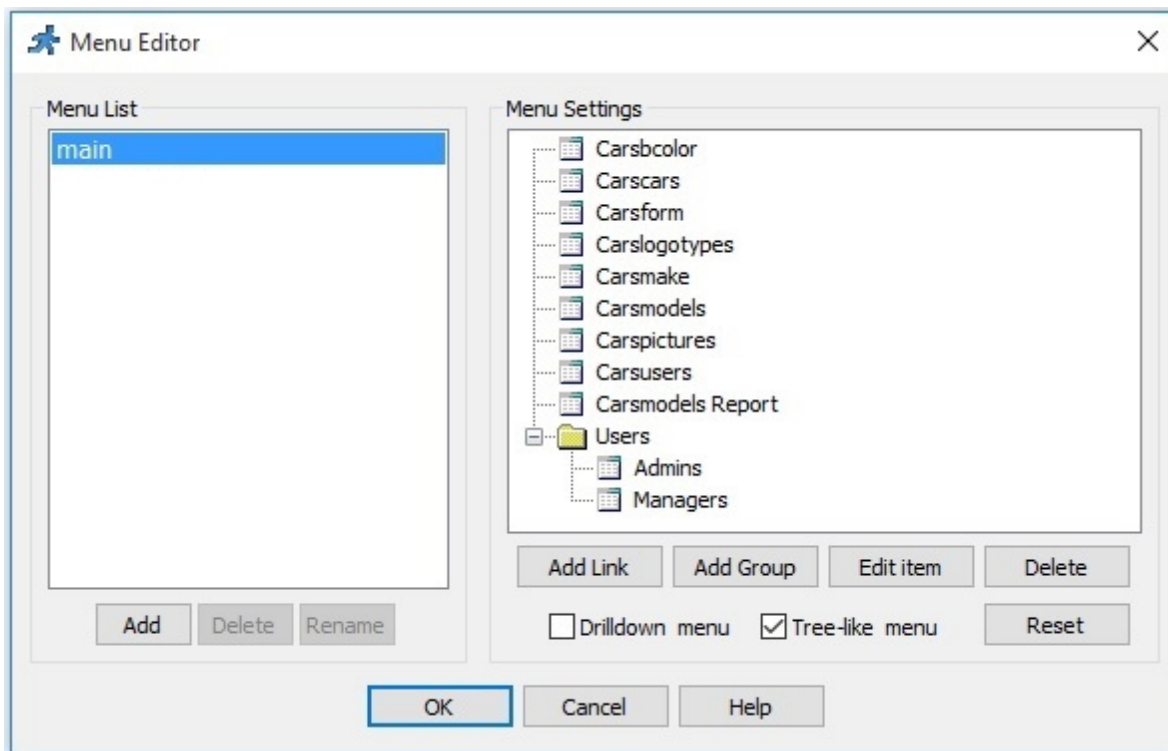 Menu Editor
Menu List
main
Add Delete Rename
Menu Settings
Carsbcolor
Carscars
Carsform
Carslogotypes
Carsmake
Carsmodels
Carspictures
Carsusers
Carsmodels Report
Users
Admins
Managers
Add Link Add Group Edit item Delete
Drilldown menu Tree-like menu Reset
OK Cancel Help